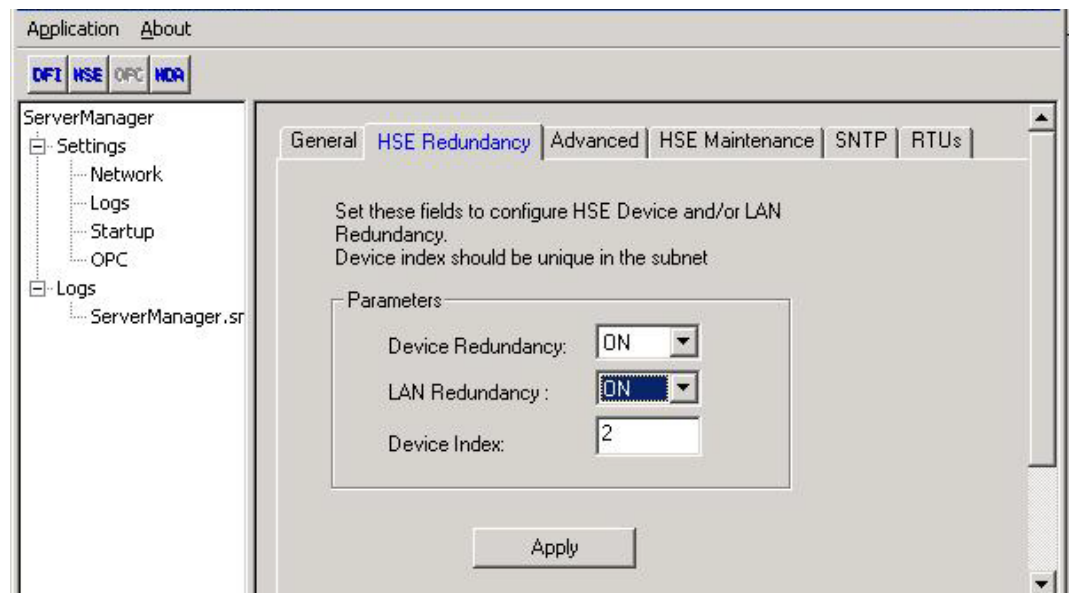 Application About
DFI HSE OPC NDA
ServerManager
Settings
Network
Logs
Startup
OPC
Logs
ServerManager.sr
General HSE Redundancy Advanced HSE Maintenance SNTP RTUs
Set these fields to configure HSE Device and/or LAN
Redundancy.
Device index should be unique in the subnet
Parameters
Device Redundancy: ON
LAN Redundancy : ON
Device Index: 2
Apply